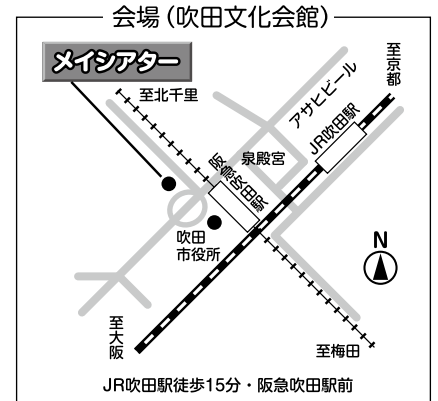 会場（吹田文化会館）
メイシアター
至北千里
アサヒビール
至京都
JR吹田駅
泉殿宮
阪急吹田駅
吹田
市役所
N
至大阪
至梅田
JR吹田駅徒歩15分・阪急吹田駅前